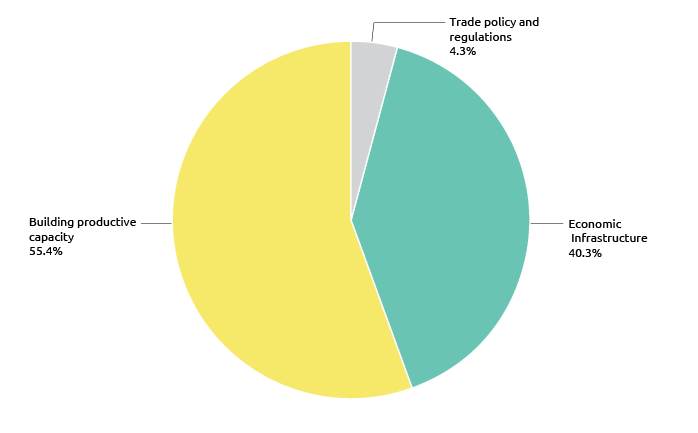 Trade policy and
regulations
4.3%
Building productive
capacity
55.4%
Economic
Infrastructure
40.3%